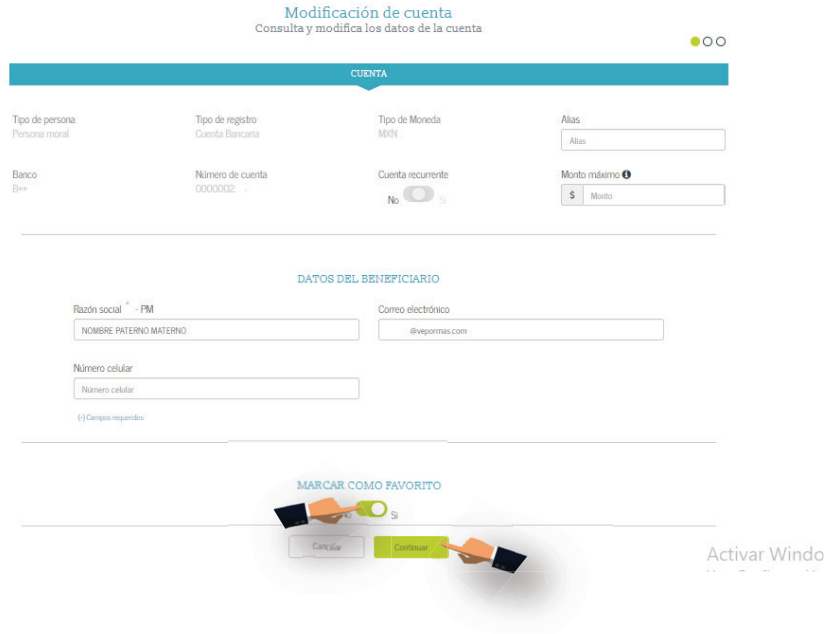 Modificación de cuenta
Consulta y modifica los datos de la cuenta
CUENTA
Tipo de persona
Persona moral
Tipo de registro
Cuenta Bancaria
Tipo de Moneda
MXN
Alias
Alias
Banco
B××
Número de cuenta
0000002
Cuenta recurrente
No Si
Monto máximo
$ Monto
DATOS DEL BENEFICIARIO
Razón social * - PM
NOMBRE PATERNO MATERNO
Correo electrónico
@vepormas.com
Número celular
Número celular
(*) Campos requeridos
MARCAR COMO FAVORITO
Si
Cancelar
Continuar
Activar Windo